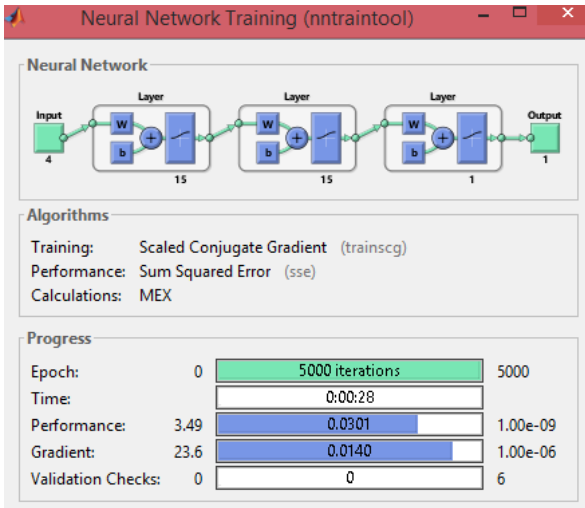 Neural Network Training (nntraintool)
Neural Network
Layer Layer Layer
Input Output
W W W
b b b
4 15 15 1 1
Algorithms
Training: Scaled Conjugate Gradient (trainscg)
Performance: Sum Squared Error (sse)
Calculations: MEX
Progress
Epoch: 0 5000 iterations 5000
Time: 0:00:28
Performance: 3.49 0.0301 1.00e-09
Gradient: 23.6 0.0140 1.00e-06
Validation Checks: 0 0 6